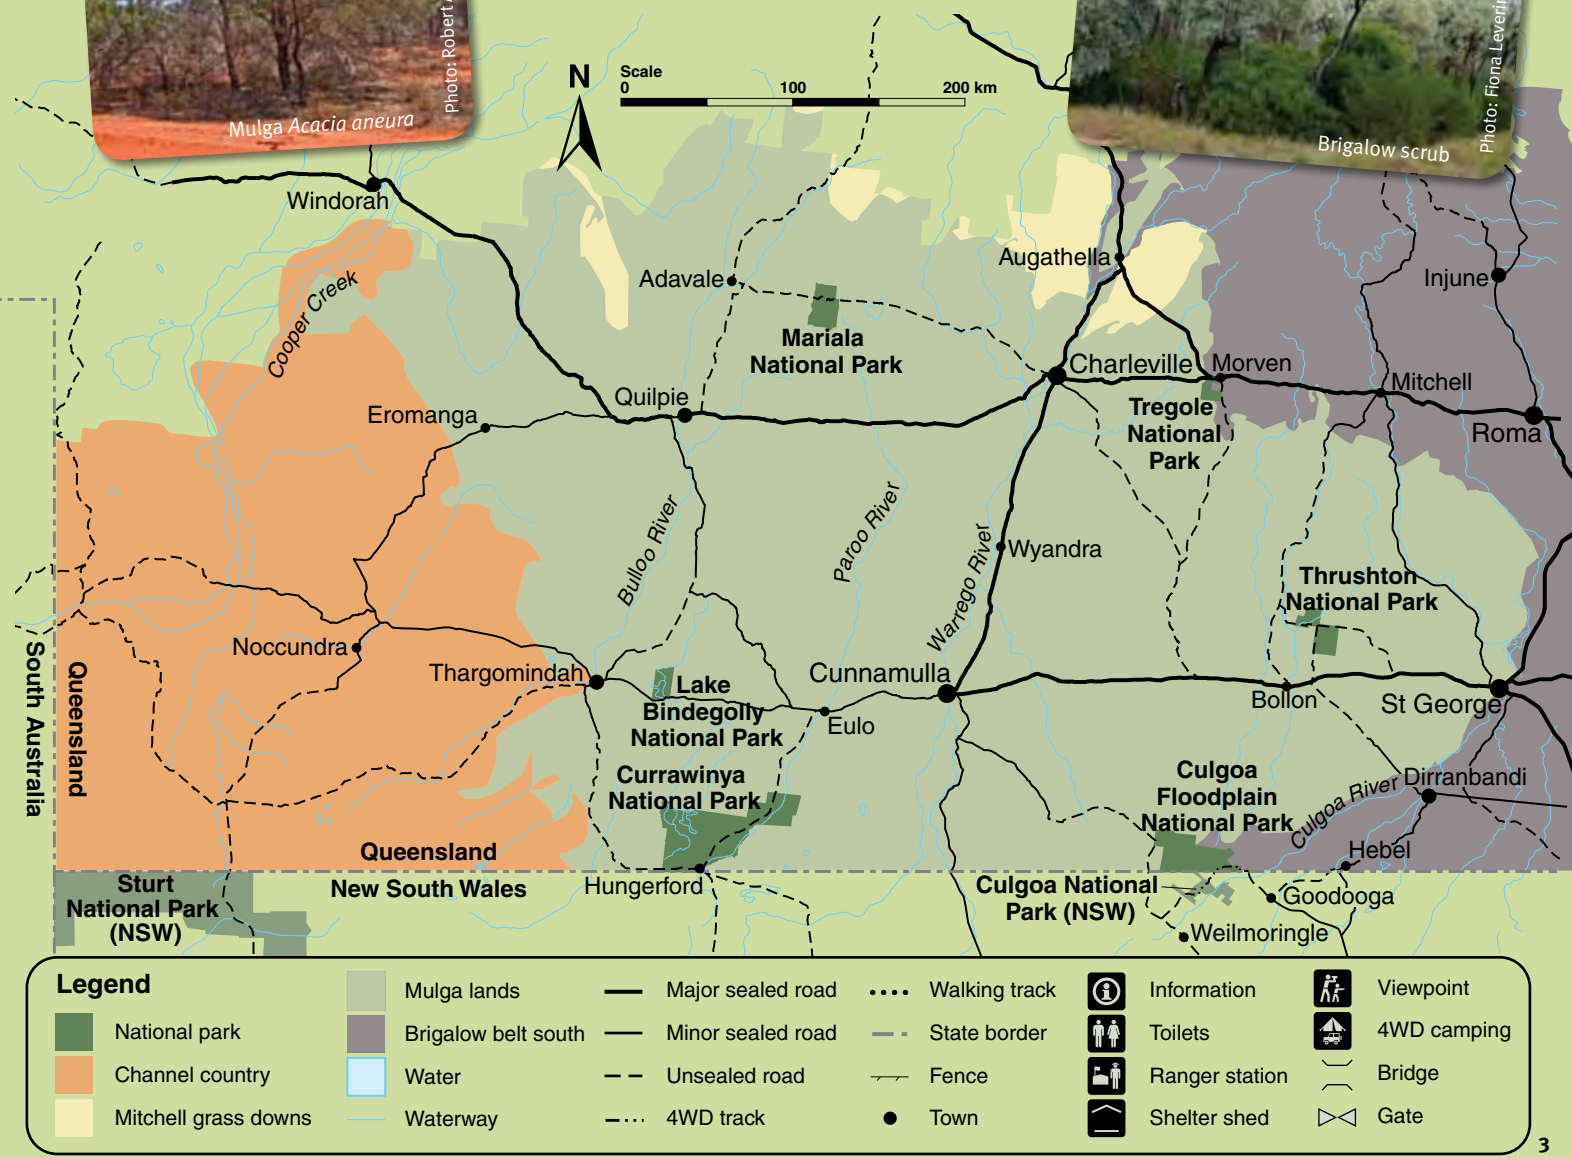 Photo: Robert
Mulga Acacia aneura
Photo: Fiona
Brigalow scrub
N
Scale
0 100 200 km
Windorah
Cooper Creek
Adavale
Augathella
Injune
Mariala
National Park
Charleville
Morven
Mitchell
Quilpie
Eromanga
Tregole
National
Park
Roma
Bulloo River
Paroo River
Warrego River
Wyandra
Thrushton
National Park
Noccundra
Thargomindah
Cunnamulla
Lake
Bindegolly
National Park
Eulo
Bollon
St George
South Australia
Queensland
Currawinya
National Park
Culgoa
Floodplain
National Park
Culgoa River
Dirranbandi
Hebel
Queensland
New South Wales
Hungerford
Sturt
National Park
(NSW)
Culgoa National
Park (NSW)
Goodooga
Weilmoringle
Legend
National park
Channel country
Mitchell grass downs
Mulga lands
Brigalow belt south
Water
Waterway
Major sealed road
Minor sealed road
Unsealed road
4WD track
Walking track
State border
Fence
Town
Information
Toilets
Ranger station
Shelter shed
Viewpoint
4WD camping
Bridge
Gate
3